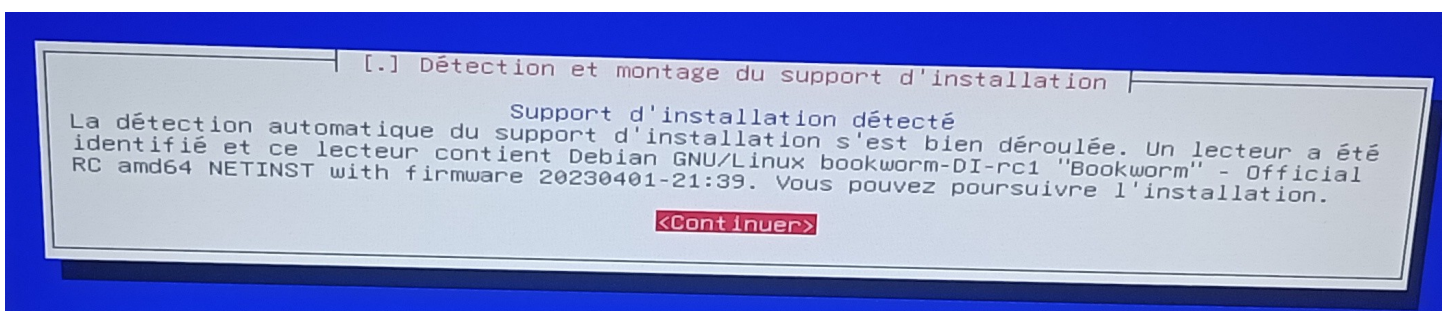 [.] Détection et montage du support d'installation
Support d'installation détecté
La détection automatique du support d'installation s'est bien déroulée. Un lecteur a été
identifié et ce lecteur contient Debian GNU/Linux bookworm-DI-rc1 "Bookworm" - Official
RC amd64 NETINST with firmware 20230401-21:39. Vous pouvez poursuivre l'installation.
<Continuer>